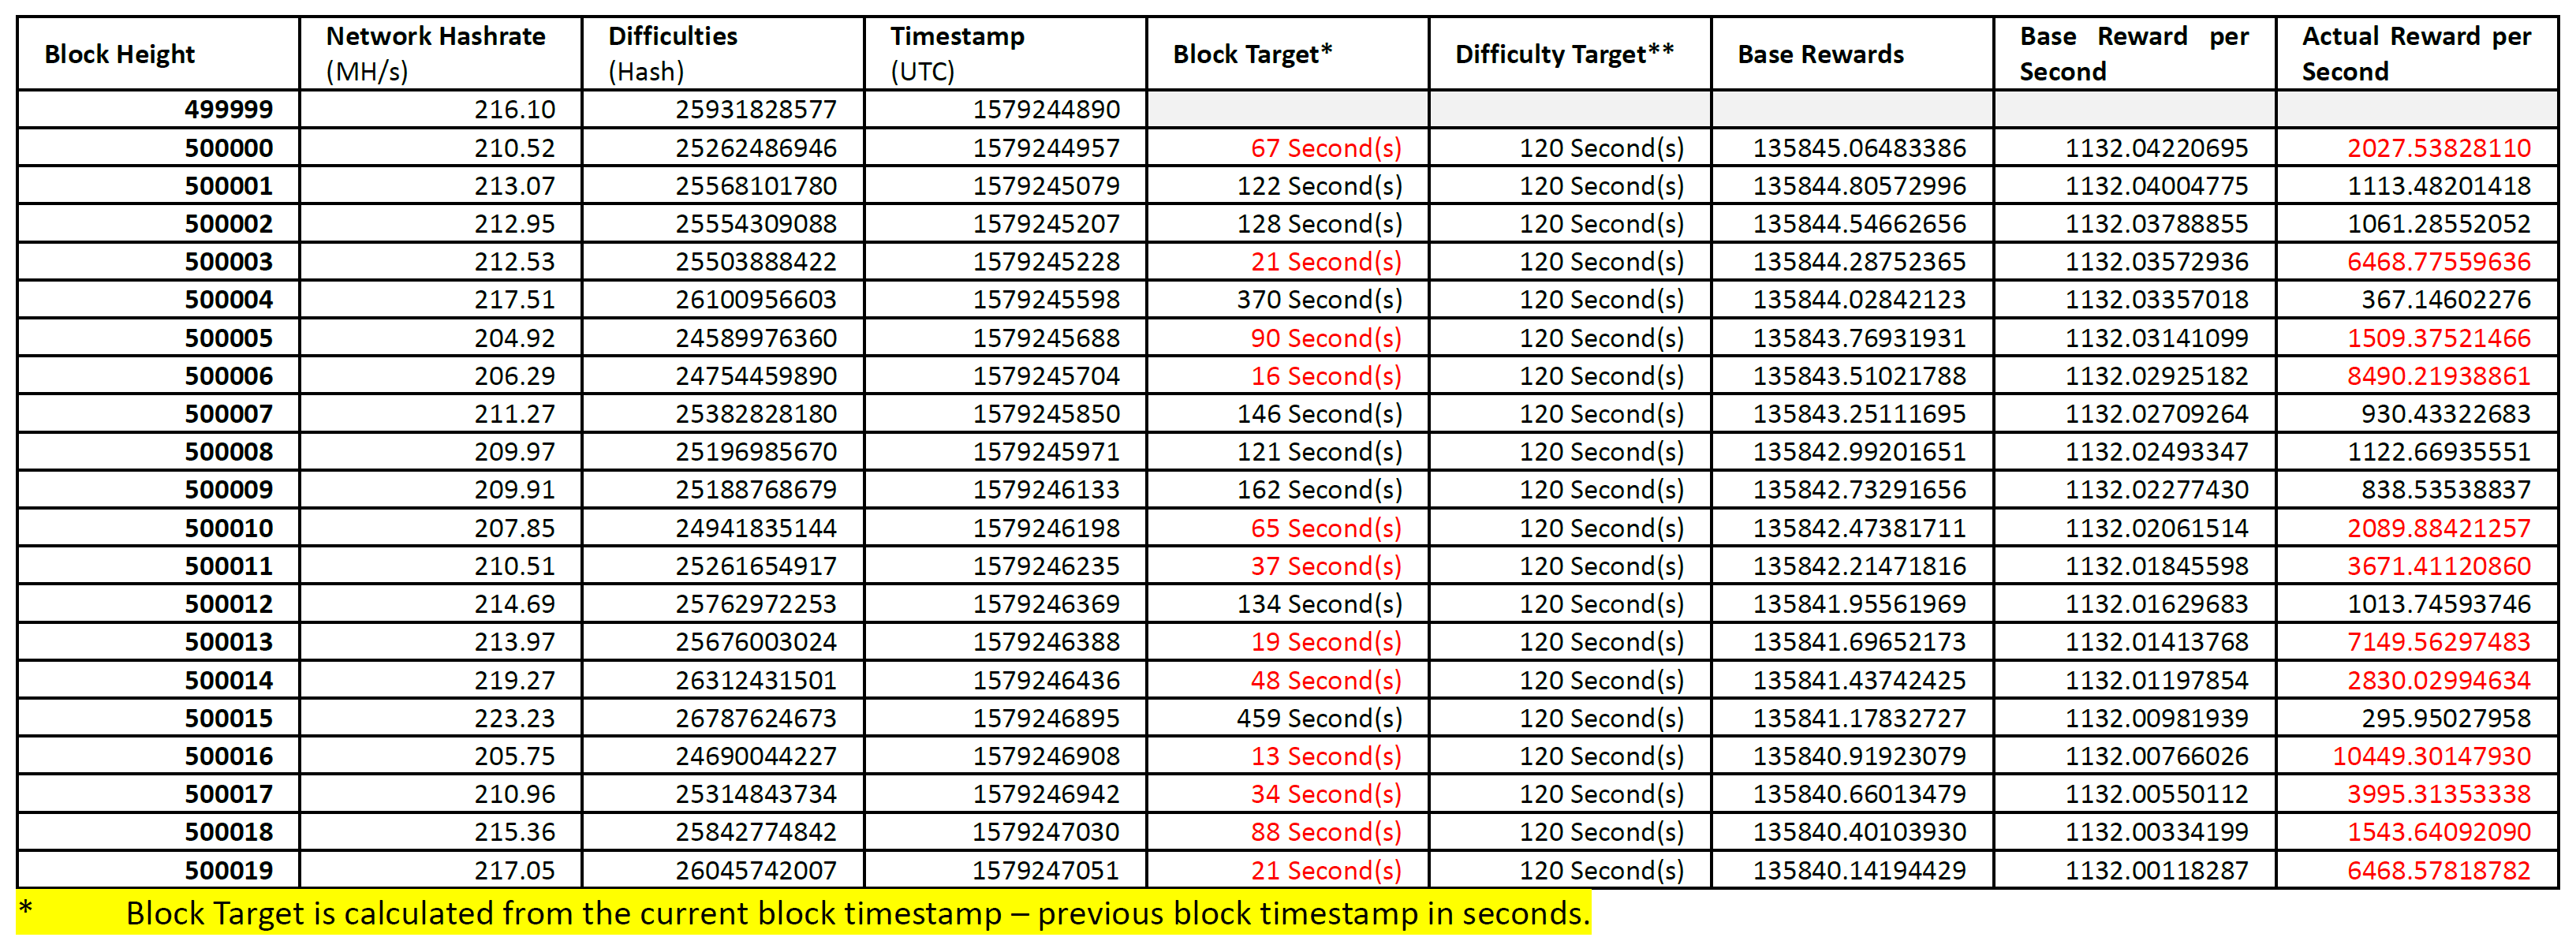 Block Height Network Hashrate (MH/s) Difficulties (Hash) Timestamp (UTC) Block Target* Difficulty Target** Base Rewards Base Reward per Second Actual Reward per Second
499999 216.10 25931828577 1579244890
500000 210.52 25262486946 1579244957 67 Second(s) 120 Second(s) 135845.06483386 1132.04220695 2027.53828110
500001 213.07 25568101780 1579245079 122 Second(s) 120 Second(s) 135844.80572996 1132.04004775 1113.48201418
500002 212.95 25554309088 1579245207 128 Second(s) 120 Second(s) 135844.54662656 1132.03788855 1061.28552052
500003 212.53 25503888422 1579245228 21 Second(s) 120 Second(s) 135844.28752365 1132.03572936 6468.77559636
500004 217.51 26100956603 1579245598 370 Second(s) 120 Second(s) 135844.02842123 1132.03357018 367.14602276
500005 204.92 24589976360 1579245688 90 Second(s) 120 Second(s) 135843.76931931 1132.03141099 1509.37521466
500006 206.29 24754459890 1579245704 16 Second(s) 120 Second(s) 135843.51021788 1132.02925182 8490.21938861
500007 211.27 25382828180 1579245850 146 Second(s) 120 Second(s) 135843.25111695 1132.02709264 930.43322683
500008 209.97 25196985670 1579245971 121 Second(s) 120 Second(s) 135842.99201651 1132.02493347 1122.66935551
500009 209.91 25188768679 1579246133 162 Second(s) 120 Second(s) 135842.73291656 1132.02277430 838.53538837
500010 207.85 24941835144 1579246198 65 Second(s) 120 Second(s) 135842.47381711 1132.02061514 2089.88421257
500011 210.51 25261654917 1579246235 37 Second(s) 120 Second(s) 135842.21471816 1132.01845598 3671.41120860
500012 214.69 25762972253 1579246369 134 Second(s) 120 Second(s) 135841.95561969 1132.01629683 1013.74593746
500013 213.97 25676003024 1579246388 19 Second(s) 120 Second(s) 135841.69652173 1132.01413768 7149.56297483
500014 219.27 26312431501 1579246436 48 Second(s) 120 Second(s) 135841.43742425 1132.01197854 2830.02994634
500015 223.23 26787624673 1579246895 459 Second(s) 120 Second(s) 135841.17832727 1132.00981939 295.95027958
500016 205.75 24690044227 1579246908 13 Second(s) 120 Second(s) 135840.91923079 1132.00766026 10449.30147930
500017 210.96 25314843734 1579246942 34 Second(s) 120 Second(s) 135840.66013479 1132.00550112 3995.31353338
500018 215.36 25842774842 1579247030 88 Second(s) 120 Second(s) 135840.40103930 1132.00334199 1543.64092090
500019 217.05 26045742007 1579247051 21 Second(s) 120 Second(s) 135840.14194429 1132.00118287 6468.57818782
* Block Target is calculated from the current block timestamp – previous block timestamp in seconds.